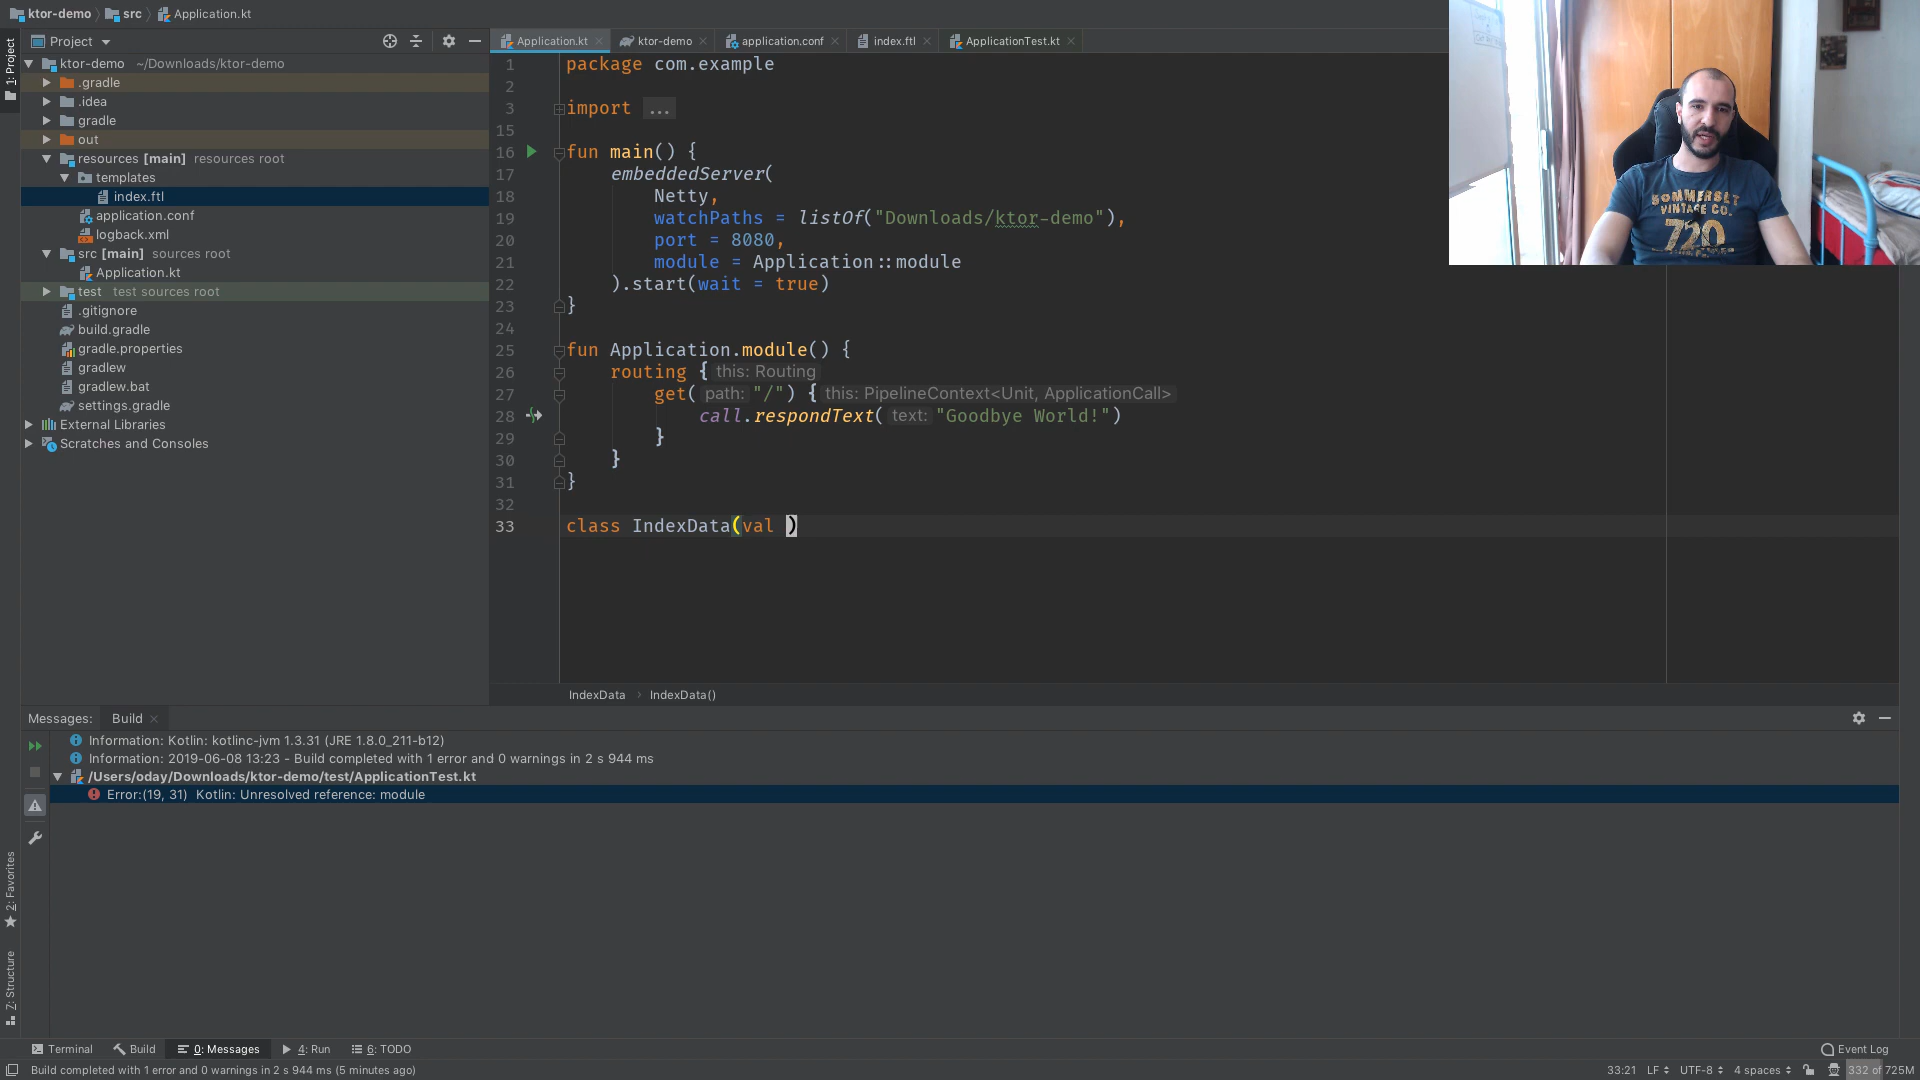 ktor-demo
src
Application.kt
1: Project
Project
ktor-demo ~/Downloads/ktor-demo
.gradle
.idea
gradle
out
resources [main] resources root
templates
index.ftl
application.conf
logback.xml
src [main] sources root
Application.kt
test test sources root
.gitignore
build.gradle
gradle.properties
gradlew
gradlew.bat
settings.gradle
External Libraries
Scratches and Consoles
Application.kt ktor-demo application.conf index.ftl ApplicationTest.kt
1 package com.example
2
3 import ...
15
16 fun main() {
17 embeddedServer(
18 Netty,
19 watchPaths = listOf("Downloads/ktor-demo"),
20 port = 8080,
21 module = Application::module
22 ).start(wait = true)
23 }
24
25 fun Application.module() {
26 routing { this: Routing
27 get( path: "/") { this: PipelineContext<Unit, ApplicationCall>
28 call.respondText( text: "Goodbye World!")
29 }
30 }
31 }
32
33 class IndexData(val )
IndexData › IndexData()
SOMMERSET
VINTAGE CO.
720
Messages: Build
Information: Kotlin: kotlinc-jvm 1.3.31 (JRE 1.8.0_211-b12)
Information: 2019-06-08 13:23 - Build completed with 1 error and 0 warnings in 2 s 944 ms
/Users/oday/Downloads/ktor-demo/test/ApplicationTest.kt
Error:(19, 31) Kotlin: Unresolved reference: module
2: Favorites
Z: Structure
Terminal Build 0: Messages 4: Run 6: TODO Event Log
Build completed with 1 error and 0 warnings in 2 s 944 ms (5 minutes ago) 33:21 LF UTF-8 4 spaces 332 of 725M